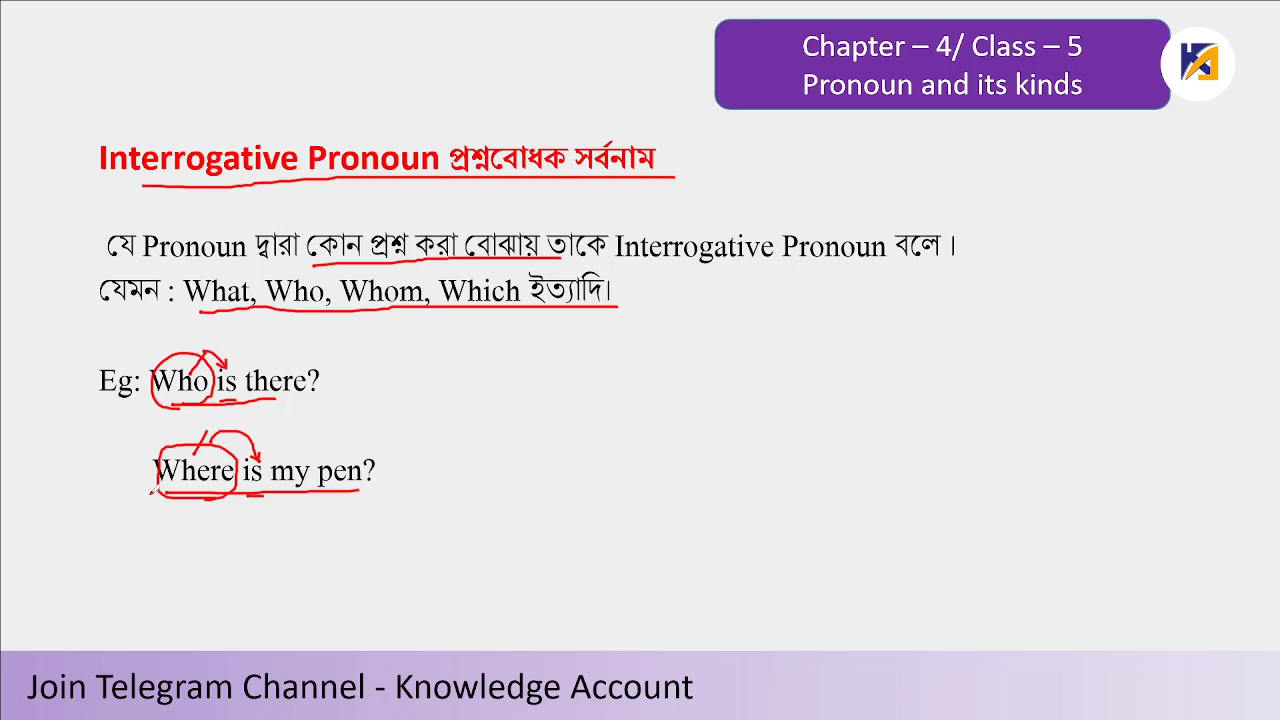 Chapter – 4/ Class – 5
Pronoun and its kinds
Interrogative Pronoun প্রশ্নবোধক সর্বনাম
যে Pronoun দ্বারা কোন প্রশ্ন করা বোঝায় তাকে Interrogative Pronoun বলে ।
যেমন : What, Who, Whom, Which ইত্যাদি।
Eg: Who is there?
Where is my pen?
Join Telegram Channel - Knowledge Account